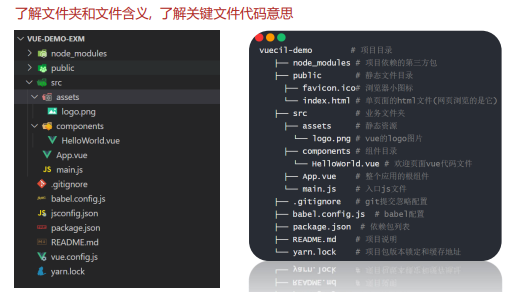 了解文件夹和文件含义, 了解关键文件代码意思
VUE-DEMO-EXM
node_modules
public
src
assets
logo.png
components
HelloWorld.vue
App.vue
main.js
.gitignore
babel.config.js
jsconfig.json
package.json
README.md
vue.config.js
yarn.lock
vuecil-demo # 项目目录
├── node_modules # 项目依赖的第三方包
├── public # 静态文件目录
├── favicon.ico# 浏览器小图标
└── index.html # 单页面的html文件(网页浏览的是它)
├── src # 业务文件夹
├── assets # 静态资源
└── logo.png # vue的logo图片
├── components # 组件目录
└── HelloWorld.vue # 欢迎页面vue代码文件
├── App.vue # 整个应用的根组件
└── main.js # 入口js文件
├── .gitignore # git提交忽略配置
├── babel.config.js # babel配置
├── package.json # 依赖包列表
├── README.md # 项目说明
└── yarn.lock # 项目包版本锁定和缓存地址